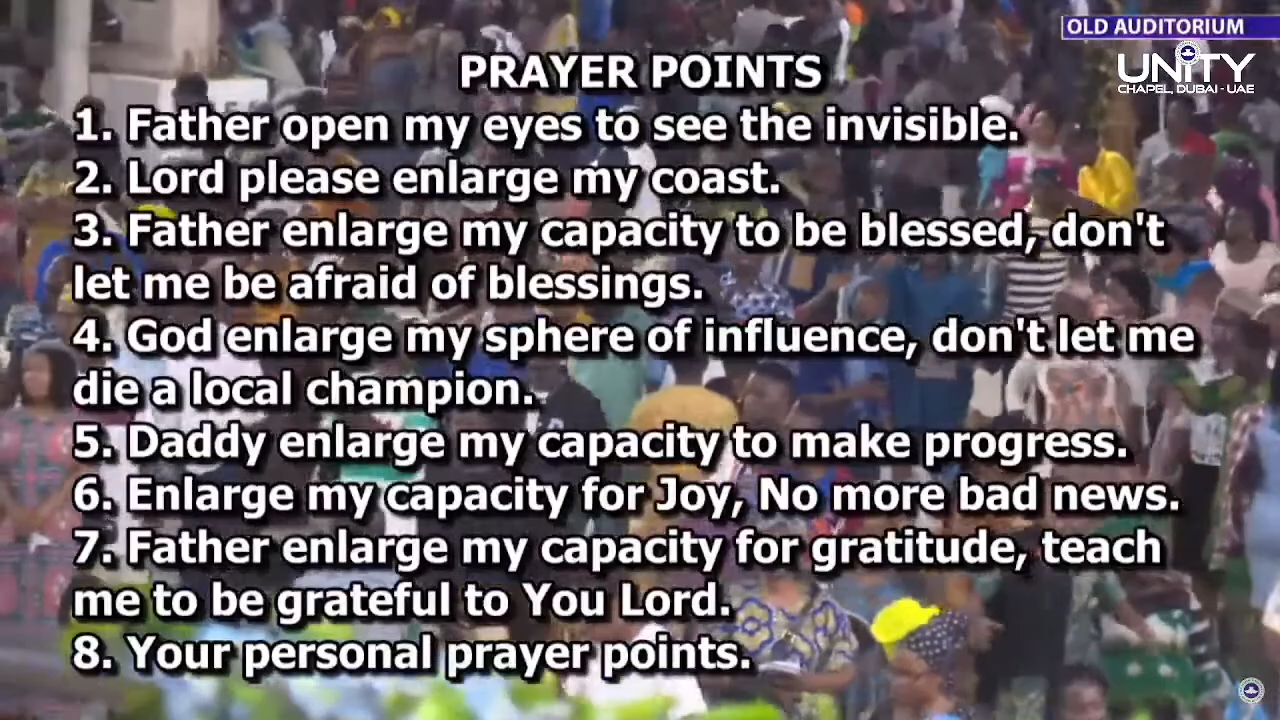 OLD AUDITORIUM
UNITY
CHAPEL, DUBAI - UAE
PRAYER POINTS
1. Father open my eyes to see the invisible.
2. Lord please enlarge my coast.
3. Father enlarge my capacity to be blessed, don't
let me be afraid of blessings.
4. God enlarge my sphere of influence, don't let me
die a local champion.
5. Daddy enlarge my capacity to make progress.
6. Enlarge my capacity for Joy, No more bad news.
7. Father enlarge my capacity for gratitude, teach
me to be grateful to You Lord.
8. Your personal prayer points.